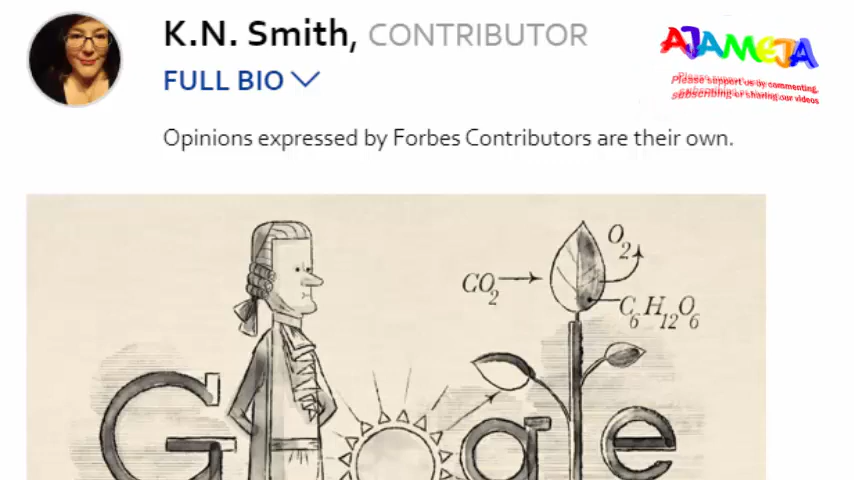 K.N. Smith, CONTRIBUTOR
FULL BIO
AJAMEJA
Please support us by commenting,
subscribing or sharing our videos
Opinions expressed by Forbes Contributors are their own.
O2
CO2
C6H12O6
Google